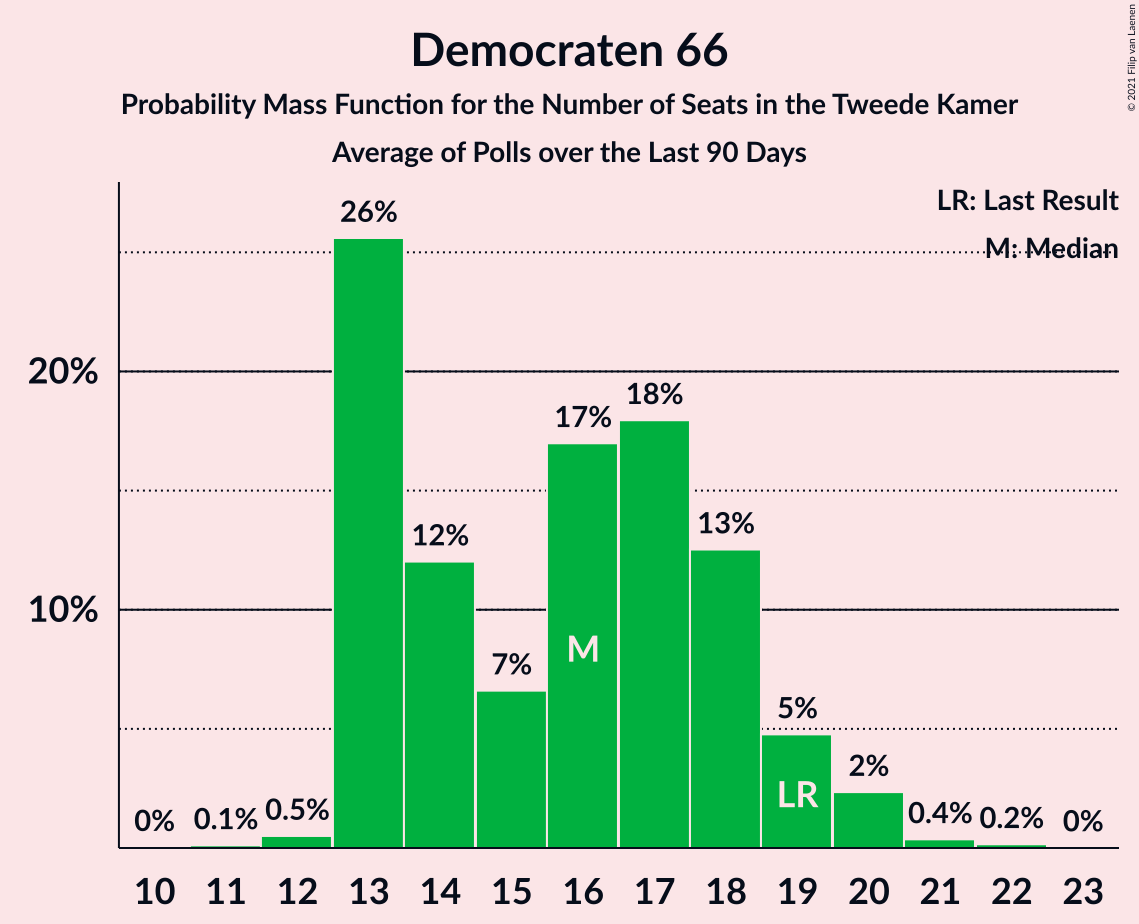 Democraten 66
Probability Mass Function for the Number of Seats in the Tweede Kamer
Average of Polls over the Last 90 Days
© 2021 Filip van Laenen
LR: Last Result
M: Median
20%
10%
0%
0.1%
0.5%
26%
12%
7%
17%
18%
13%
5%
2%
0.4%
0.2%
0%
M
LR
10 11 12 13 14 15 16 17 18 19 20 21 22 23